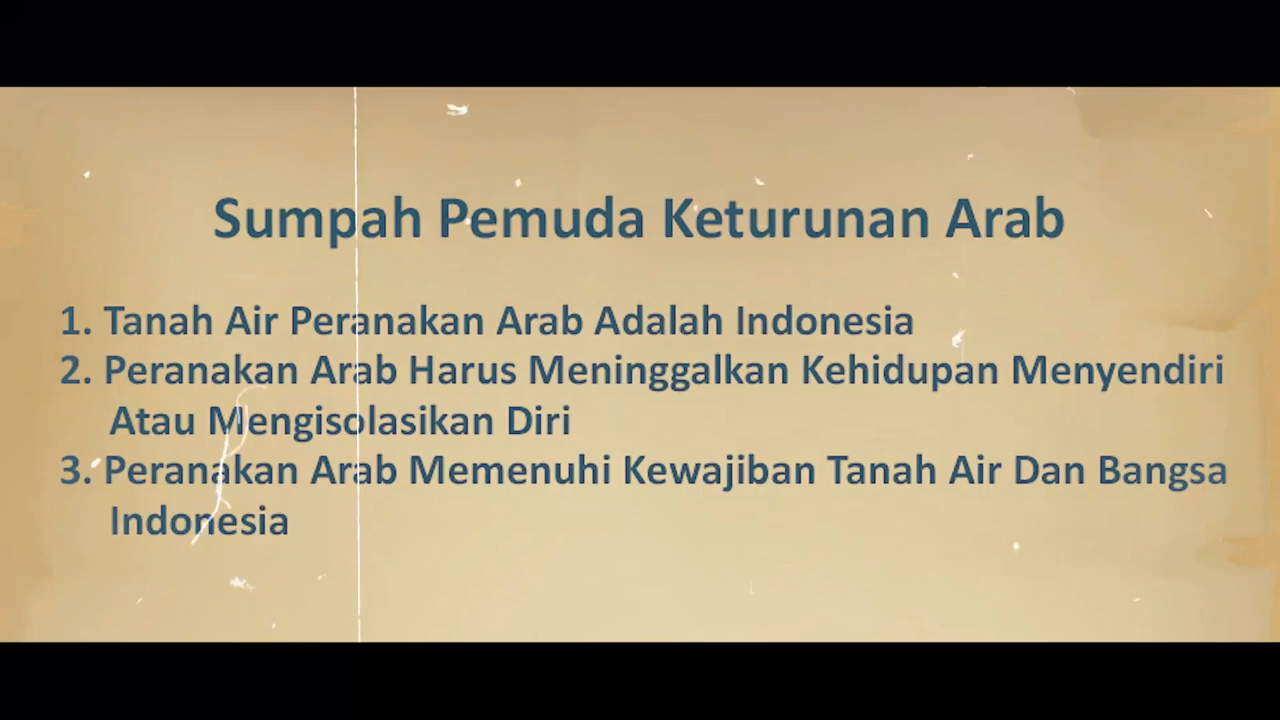 Sumpah Pemuda Keturunan Arab
1. Tanah Air Peranakan Arab Adalah Indonesia
2. Peranakan Arab Harus Meninggalkan Kehidupan Menyendiri
Atau Mengisolasikan Diri
3. Peranakan Arab Memenuhi Kewajiban Tanah Air Dan Bangsa
Indonesia